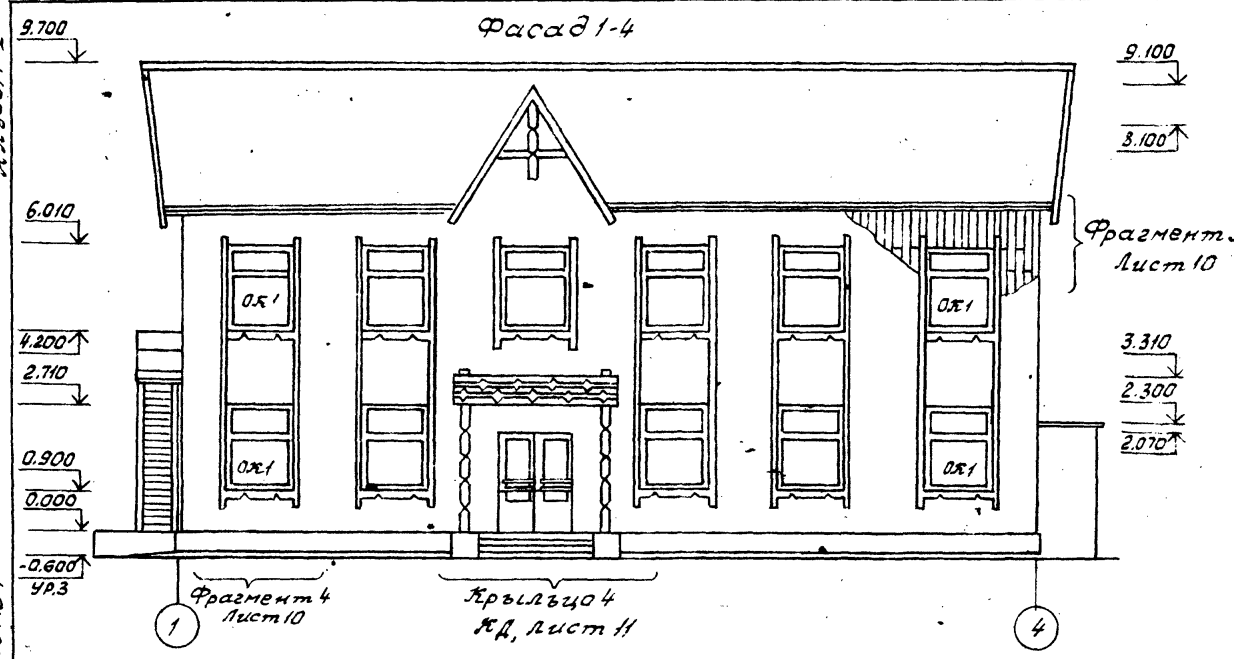 Фасад 1-4
9.700
9.100
8.100
6.010
Фрагмент
Лист 10
ОК1
ОК1
4.200
2.710
3.310
2.300
2.070
0.900
ОК1
ОК1
0.000
-0.600
УР.З
Фрагмент 4
Лист 10
Крыльцо 4
КД, лист 11
1
4